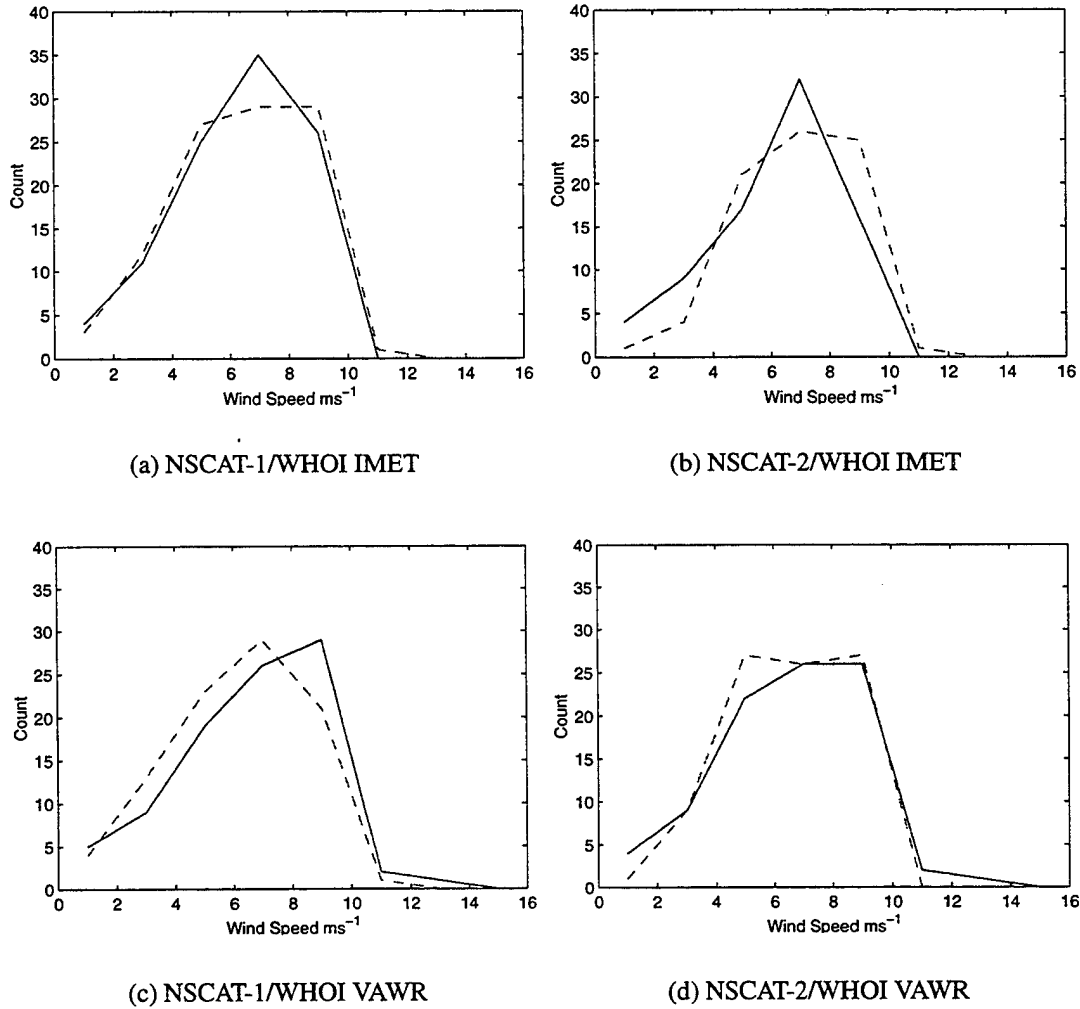 40
35
30
25
20
15
10
5
0
Count
0 2 4 6 8 10 12 14 16
Wind Speed ms⁻¹
(a) NSCAT-1/WHOI IMET
40
35
30
25
20
15
10
5
0
Count
0 2 4 6 8 10 12 14 16
Wind Speed ms⁻¹
(b) NSCAT-2/WHOI IMET
40
35
30
25
20
15
10
5
0
Count
0 2 4 6 8 10 12 14 16
Wind Speed ms⁻¹
(c) NSCAT-1/WHOI VAWR
40
35
30
25
20
15
10
5
0
Count
0 2 4 6 8 10 12 14 16
Wind Speed ms⁻¹
(d) NSCAT-2/WHOI VAWR